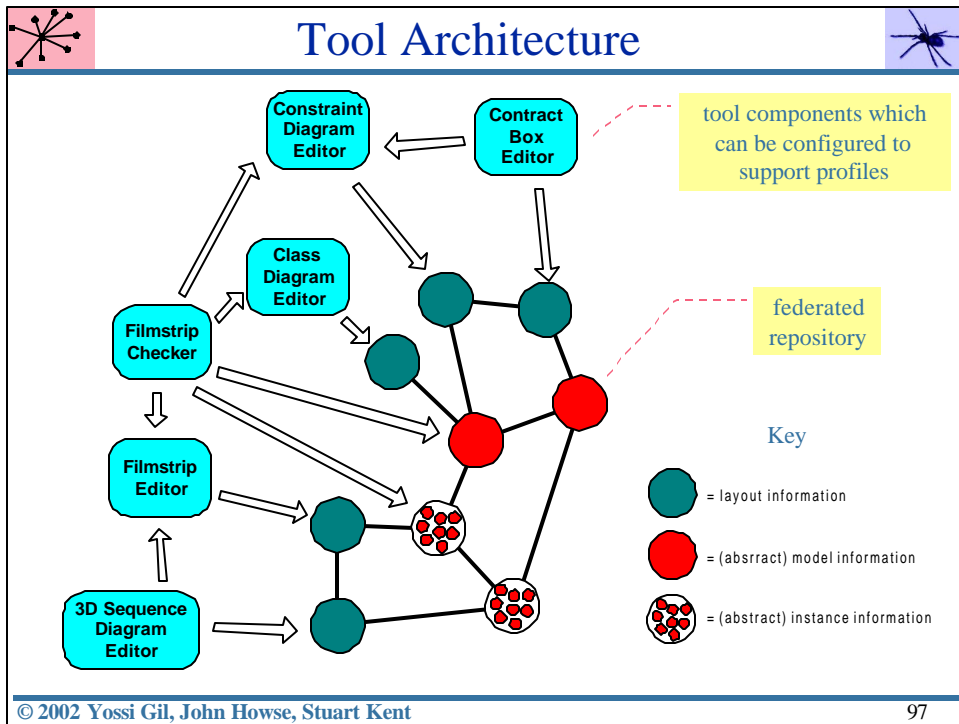 Tool Architecture
Constraint
Diagram
Editor
Contract
Box
Editor
tool components which
can be configured to
support profiles
Class
Diagram
Editor
Filmstrip
Checker
federated
repository
Key
Filmstrip
Editor
= layout information
= (absrract) model information
3D Sequence
Diagram
Editor
= (abstract) instance information
© 2002 Yossi Gil, John Howse, Stuart Kent
97